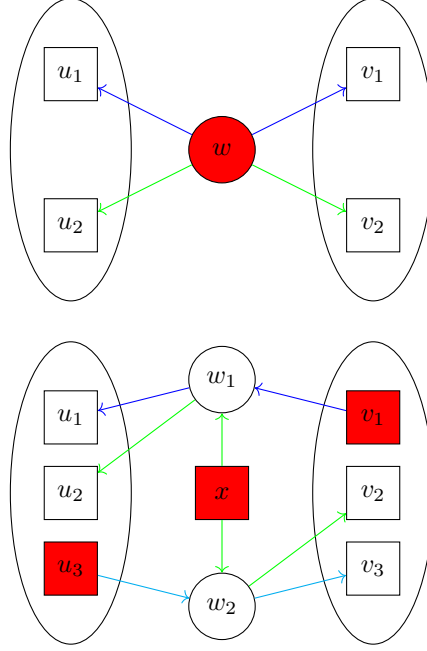 u₁ v₁
w
u₂ v₂
w₁
u₁ v₁
u₂ x v₂
u₃ v₃
w₂